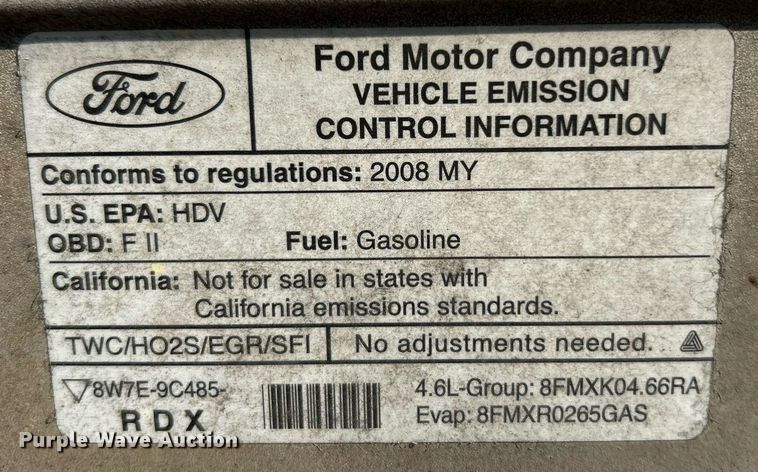 Ford
Ford Motor Company
VEHICLE EMISSION
CONTROL INFORMATION
Conforms to regulations: 2008 MY
U.S. EPA: HDV
OBD: F II Fuel: Gasoline
California: Not for sale in states with
California emissions standards.
TWC/HO2S/EGR/SFI No adjustments needed.
8W7E-9C485-
RDX
4.6L-Group: 8FMXK04.66RA
Evap: 8FMXR0265GAS
Purple Wave Auction